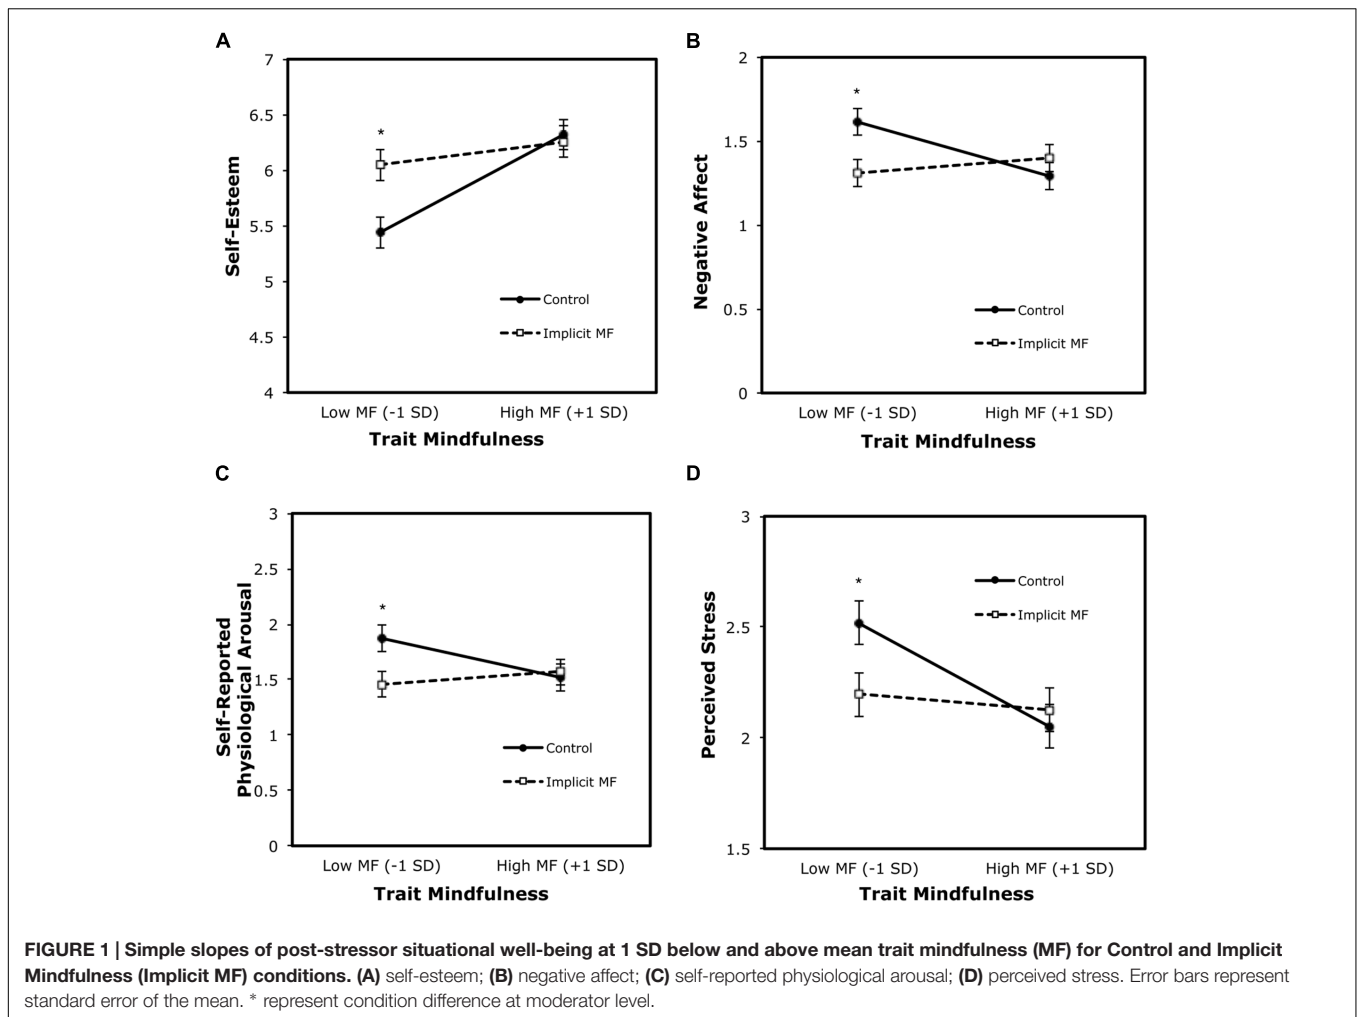 A
7
6.5
6
5.5
5
4.5
4
Self-Esteem
*
Control
Implicit MF
Low MF (-1 SD)
High MF (+1 SD)
Trait Mindfulness
B
2
1.5
1
0.5
0
Negative Affect
*
Control
Implicit MF
Low MF (-1 SD)
High MF (+1 SD)
Trait Mindfulness
C
3
2.5
2
1.5
1
0.5
0
Self-Reported
Physiological Arousal
*
Control
Implicit MF
Low MF (-1 SD)
High MF (+1 SD)
Trait Mindfulness
D
3
2.5
2
1.5
Perceived Stress
*
Control
Implicit MF
Low MF (-1 SD)
High MF (+1 SD)
Trait Mindfulness
FIGURE 1 | Simple slopes of post-stressor situational well-being at 1 SD below and above mean trait mindfulness (MF) for Control and Implicit
Mindfulness (Implicit MF) conditions. (A) self-esteem; (B) negative affect; (C) self-reported physiological arousal; (D) perceived stress. Error bars represent
standard error of the mean. * represent condition difference at moderator level.